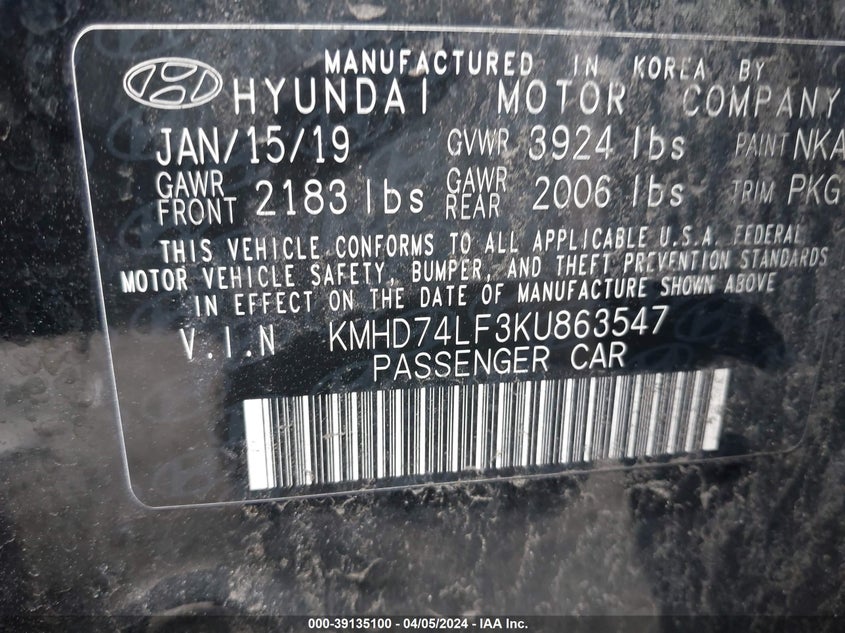 MANUFACTURED IN KOREA BY
HYUNDAI MOTOR COMPANY
JAN/15/19 GVWR 3924 lbs PAINT NKA
GAWR FRONT 2183 lbs GAWR REAR 2006 lbs TRIM PKG
THIS VEHICLE CONFORMS TO ALL APPLICABLE U.S.A. FEDERAL
MOTOR VEHICLE SAFETY, BUMPER, AND THEFT PREVENTION STANDARDS
IN EFFECT ON THE DATE OF MANUFACTURE SHOWN ABOVE
V.I.N KMHD74LF3KU863547
PASSENGER CAR
000-39135100 - 04/05/2024 - IAA Inc.